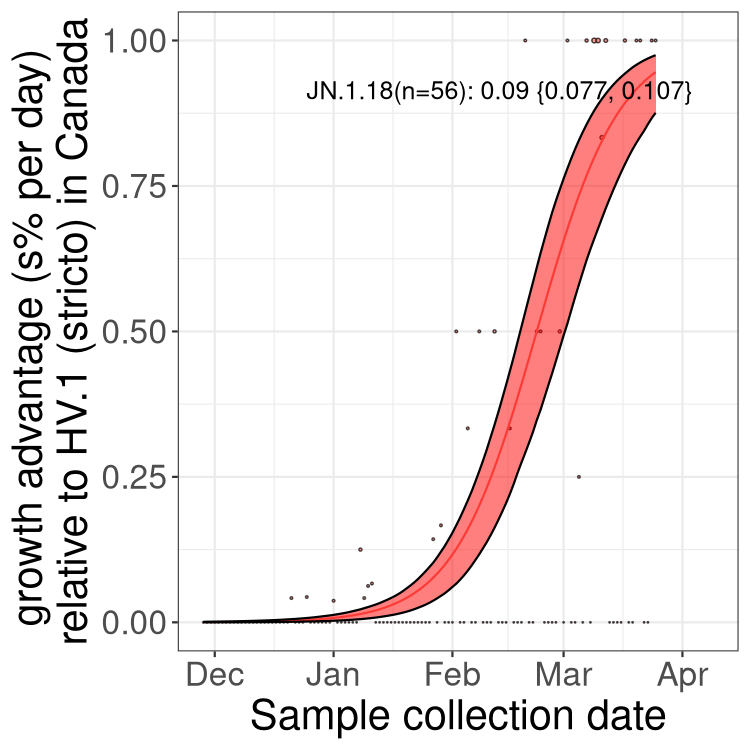 growth advantage (s% per day)
relative to HV.1 (stricto) in Canada
1.00
0.75
0.50
0.25
0.00
JN.1.18(n=56): 0.09 {0.077, 0.107}
Dec Jan Feb Mar Apr
Sample collection date